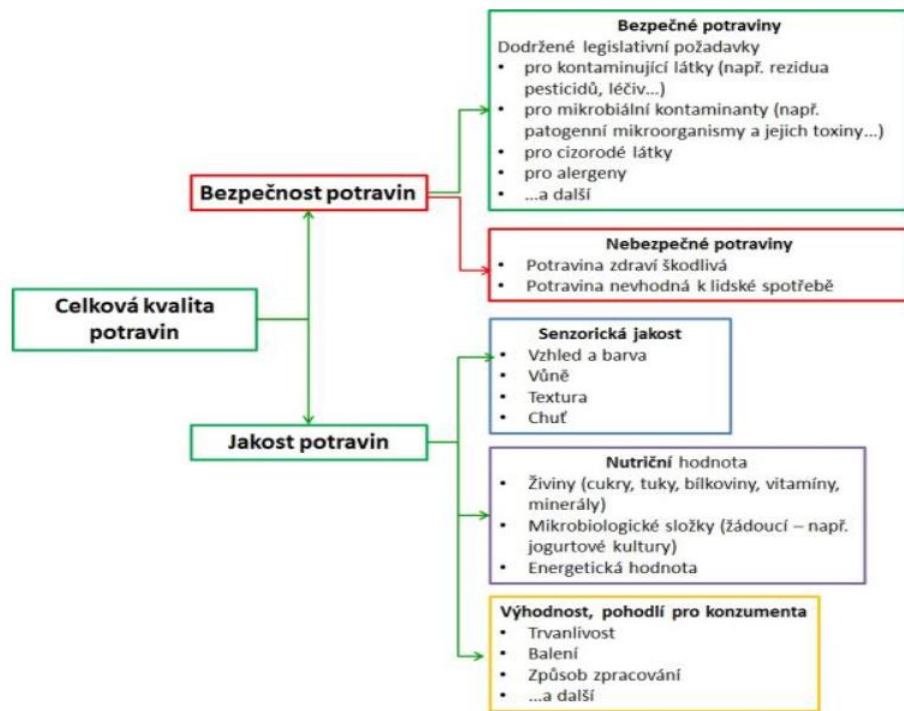 Bezpečné potraviny
Dodržené legislativní požadavky
• pro kontaminující látky (např. rezidua
pesticidů, léčiv...)
• pro mikrobiální kontaminanty (např.
patogenní mikroorganismy a jejich toxiny...)
• pro cizorodé látky
• pro alergeny
• ...a další
Bezpečnost potravin
Nebezpečné potraviny
• Potravina zdraví škodlivá
• Potravina nevhodná k lidské spotřebě
Celková kvalita
potravin
Senzorická jakost
• Vzhled a barva
• Vůně
• Textura
• Chuť
Jakost potravin
Nutriční hodnota
• Živiny (cukry, tuky, bílkoviny, vitamíny,
minerály)
• Mikrobiologické složky (žádoucí – např.
jogurtové kultury)
• Energetická hodnota
Výhodnost, pohodlí pro konzumenta
• Trvanlivost
• Balení
• Způsob zpracování
• ...a další